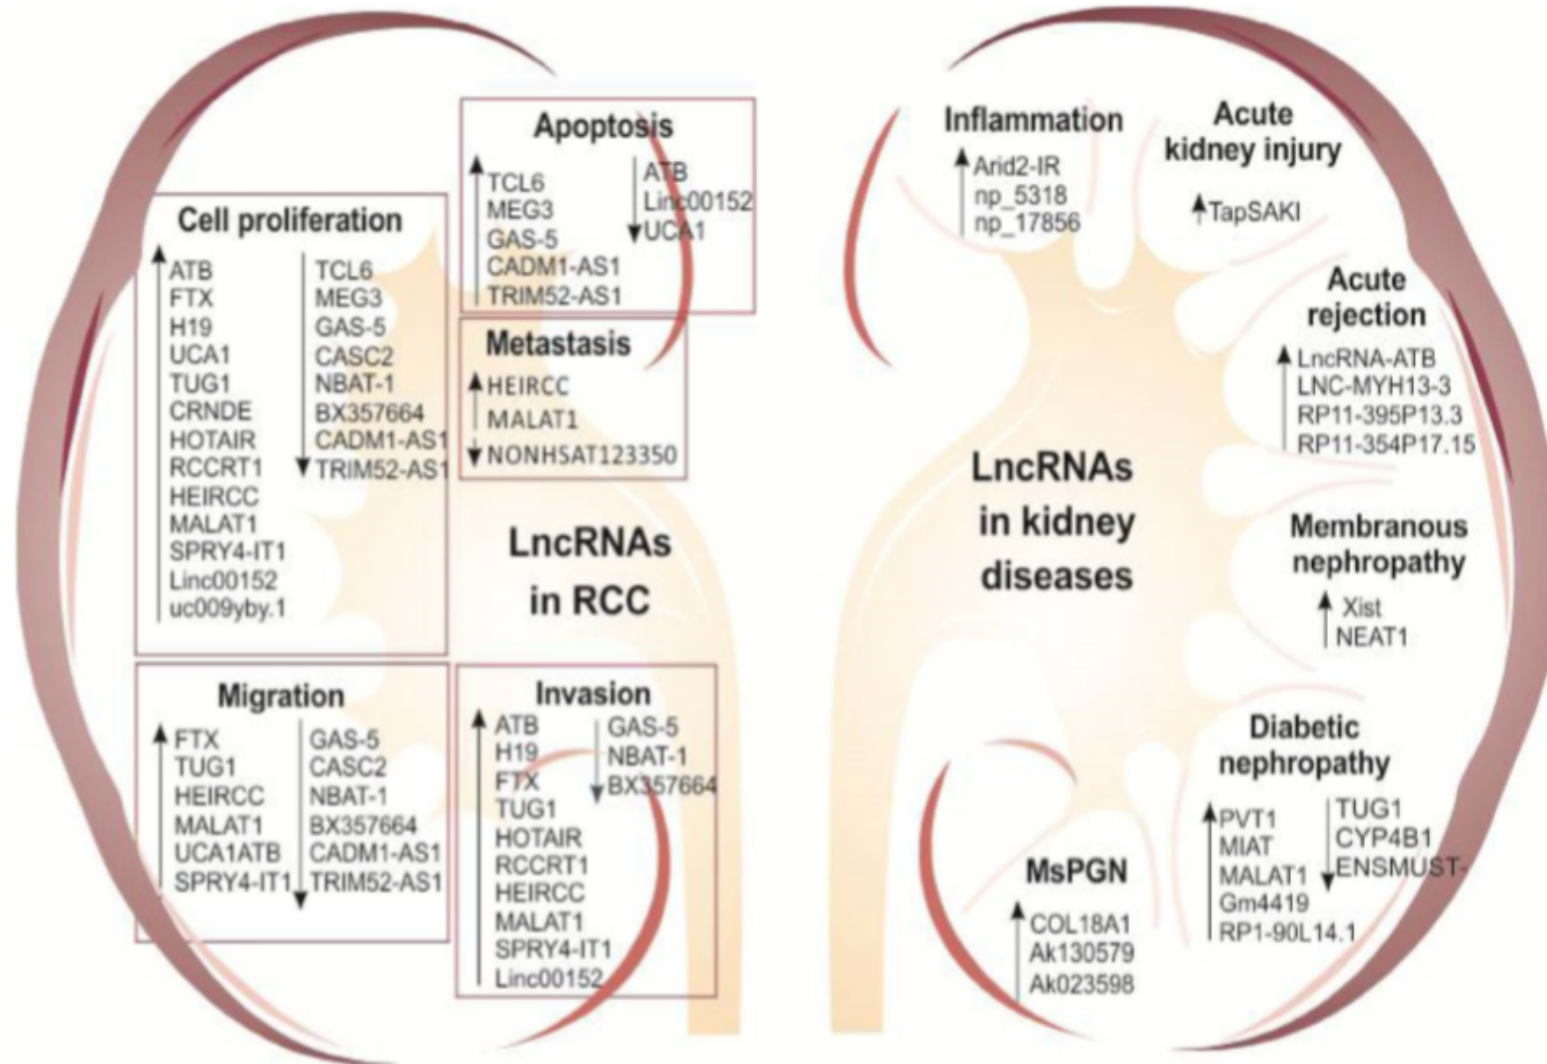 Apoptosis
TCL6
MEG3
GAS-5
CADM1-AS1
TRIM52-AS1
ATB
Linc00152
UCA1
Cell proliferation
ATB
FTX
H19
UCA1
TUG1
CRNDE
HOTAIR
RCCRT1
HEIRCC
MALAT1
SPRY4-IT1
Linc00152
uc009yby.1
TCL6
MEG3
GAS-5
CASC2
NBAT-1
BX357664
CADM1-AS1
TRIM52-AS1
Metastasis
HEIRCC
MALAT1
NONHSAT123350
LncRNAs
in RCC
Migration
FTX
TUG1
HEIRCC
MALAT1
UCA1ATB
SPRY4-IT1
GAS-5
CASC2
NBAT-1
BX357664
CADM1-AS1
TRIM52-AS1
Invasion
ATB
H19
FTX
TUG1
HOTAIR
RCCRT1
HEIRCC
MALAT1
SPRY4-IT1
Linc00152
GAS-5
NBAT-1
BX357664
Inflammation
Arid2-IR
np_5318
np_17856
Acute
kidney injury
TapSAKI
Acute
rejection
LncRNA-ATB
LNC-MYH13-3
RP11-395P13.3
RP11-354P17.15
LncRNAs
in kidney
diseases
Membranous
nephropathy
Xist
NEAT1
Diabetic
nephropathy
PVT1
MIAT
MALAT1
Gm4419
RP1-90L14.1
TUG1
CYP4B1
ENSMUST-
MsPGN
COL18A1
Ak130579
Ak023598